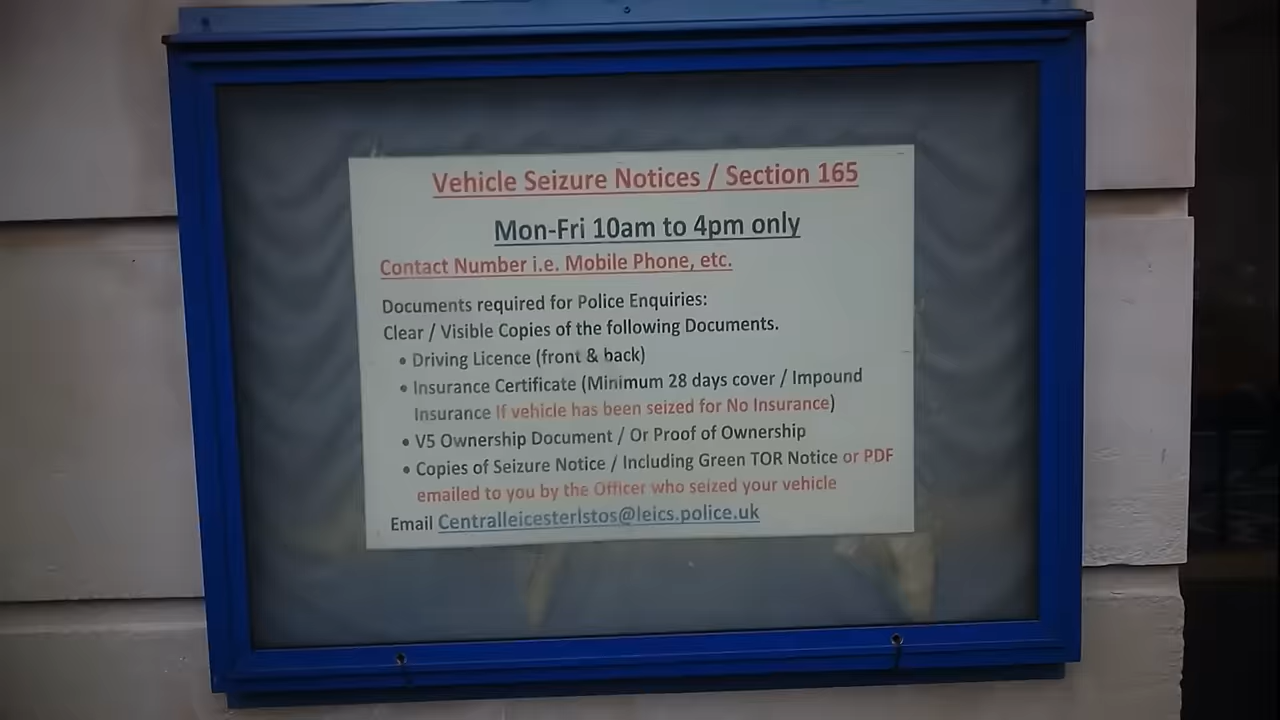 Vehicle Seizure Notices / Section 165
Mon-Fri 10am to 4pm only
Contact Number i.e. Mobile Phone, etc.
Documents required for Police Enquiries:
Clear / Visible Copies of the following Documents.
• Driving Licence (front & back)
• Insurance Certificate (Minimum 28 days cover / Impound
Insurance If vehicle has been seized for No Insurance)
• V5 Ownership Document / Or Proof of Ownership
• Copies of Seizure Notice / Including Green TOR Notice or PDF
emailed to you by the Officer who seized your vehicle
Email Centralleicesterlstos@leics.police.uk